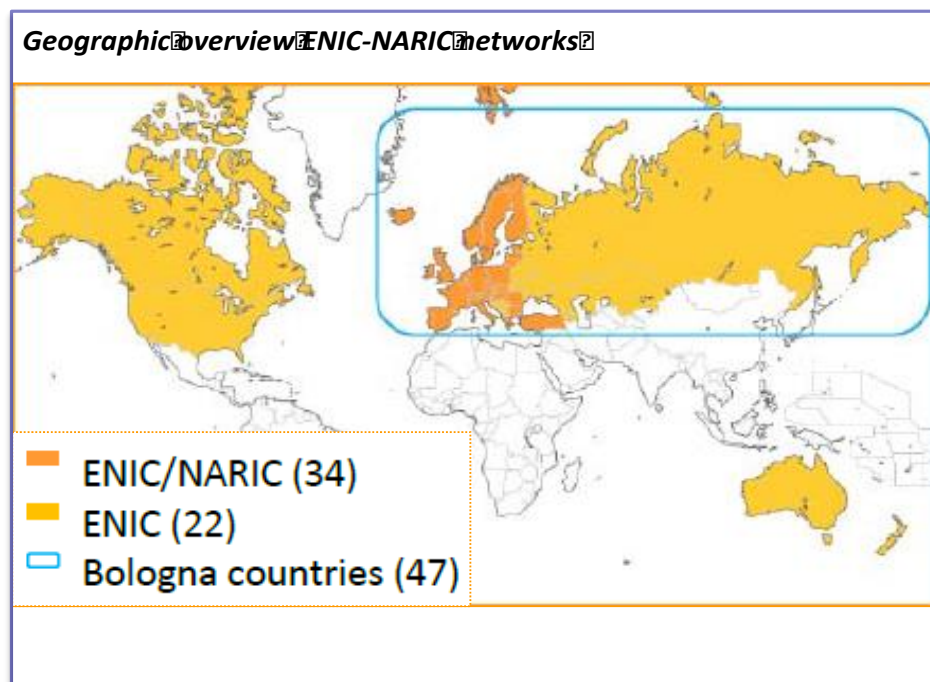 Geographic⍰overview⍰ENIC-NARIC⍰networks⍰
ENIC/NARIC (34)
ENIC (22)
Bologna countries (47)